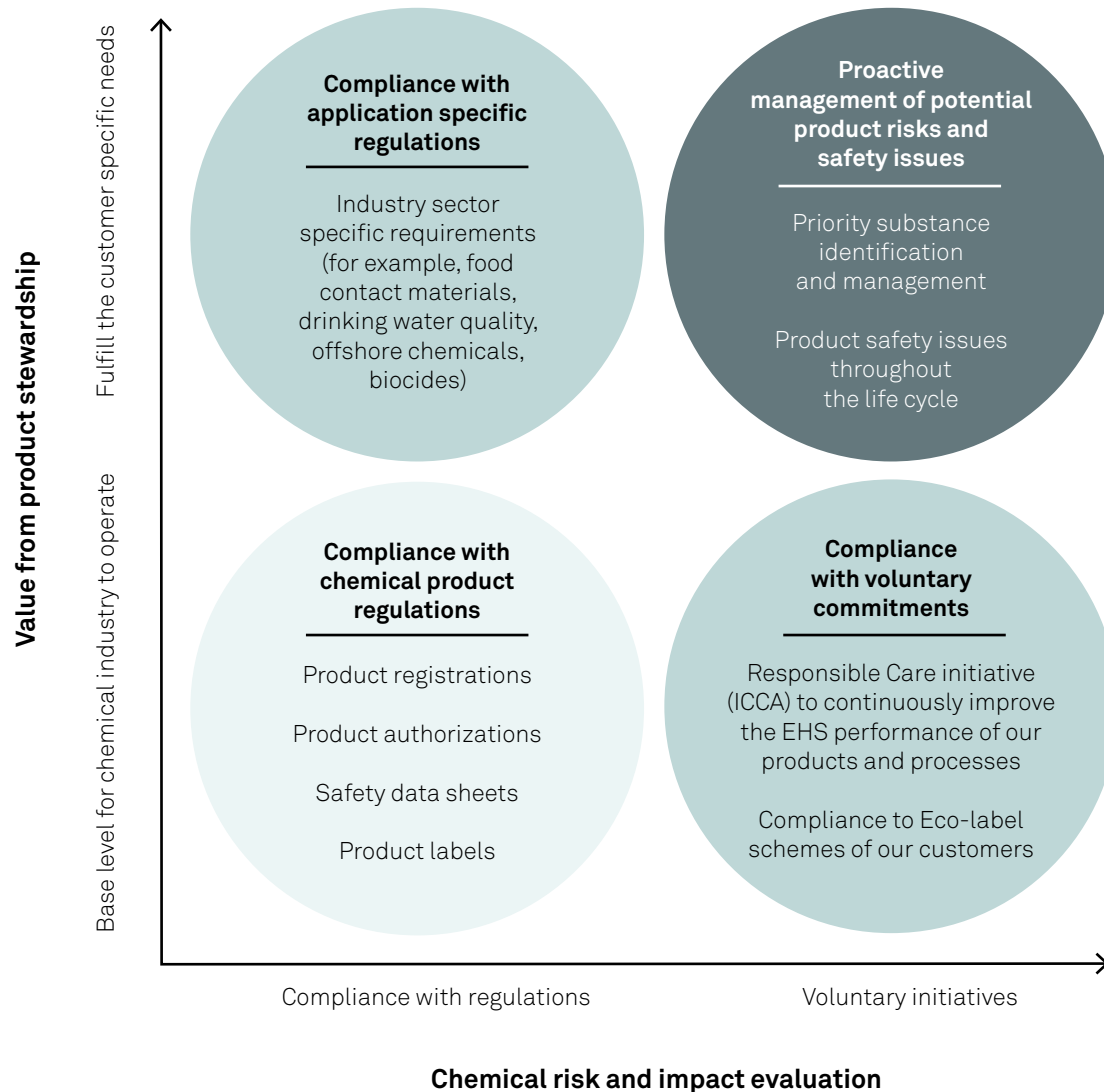 Value from product stewardship
Fulfill the customer specific needs
Base level for chemical industry to operate
Compliance with
application specific
regulations
Industry sector
specific requirements
(for example, food
contact materials,
drinking water quality,
offshore chemicals,
biocides)
Proactive
management of potential
product risks and
safety issues
Priority substance
identification
and management
Product safety issues
throughout
the life cycle
Compliance with
chemical product
regulations
Product registrations
Product authorizations
Safety data sheets
Product labels
Compliance
with voluntary
commitments
Responsible Care initiative
(ICCA) to continuously improve
the EHS performance of our
products and processes
Compliance to Eco-label
schemes of our customers
Compliance with regulations
Voluntary initiatives
Chemical risk and impact evaluation